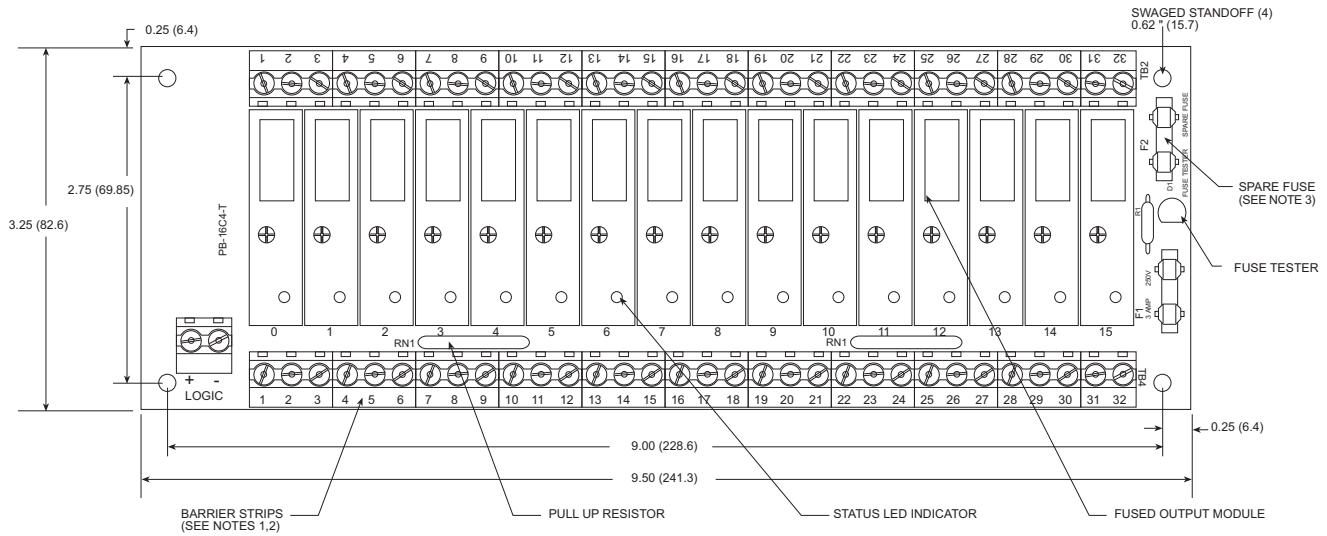 SWAGED STANDOFF (4)
0.62 " (15.7)
0.25 (6.4)
1 2 3 4 5 6 7 8 9 10 11 12 13 14 15 16 17 18 19 20 21 22 23 24 25 26 27 28 29 30 31 32
TB2
SPARE FUSE
F2
FUSE TESTER
D1
SPARE FUSE
(SEE NOTE 3)
2.75 (69.85)
3.25 (82.6)
PB-16C4-T
R1
FUSE TESTER
250V
3 AMP
F1
0 1 2 3 4 5 6 7 8 9 10 11 12 13 14 15
RN1 RN1
+ -
LOGIC
TB4
1 2 3 4 5 6 7 8 9 10 11 12 13 14 15 16 17 18 19 20 21 22 23 24 25 26 27 28 29 30 31 32
0.25 (6.4)
9.00 (228.6)
9.50 (241.3)
BARRIER STRIPS
(SEE NOTES 1,2)
PULL UP RESISTOR
STATUS LED INDICATOR
FUSED OUTPUT MODULE